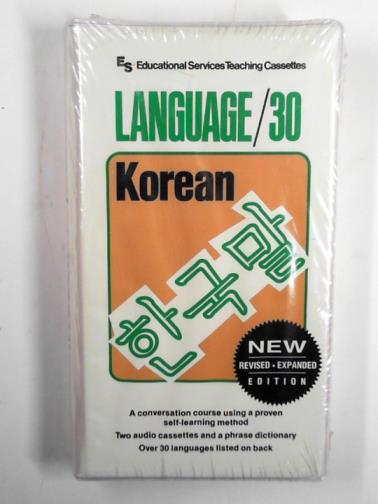 ES Educational Services Teaching Cassettes
LANGUAGE/30
Korean
한국말
NEW
REVISED • EXPANDED
EDITION
A conversation course using a proven
self-learning method
Two audio cassettes and a phrase dictionary
Over 30 languages listed on back